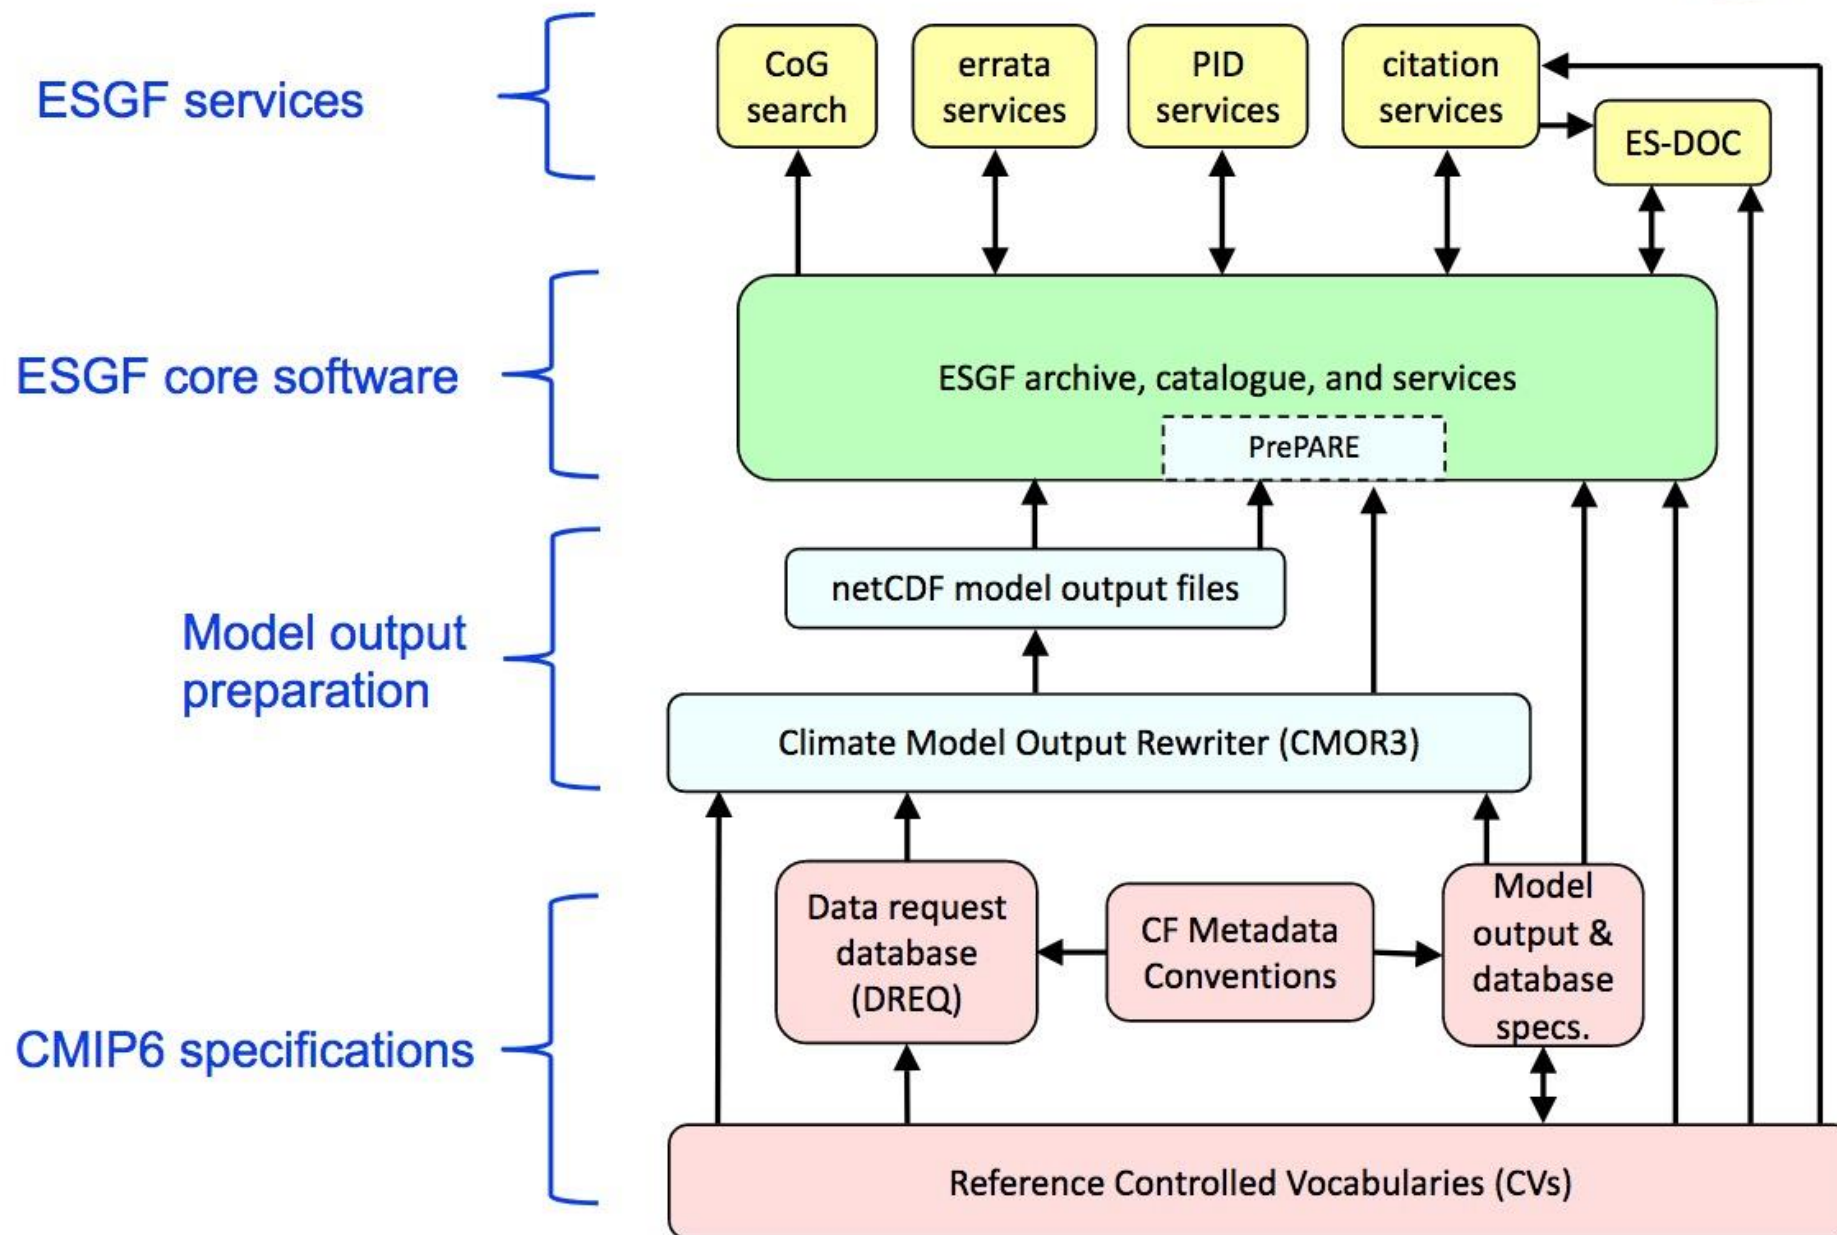 ESGF services
CoG
search
errata
services
PID
services
citation
services
ES-DOC
ESGF core software
ESGF archive, catalogue, and services
PrePARE
Model output
preparation
netCDF model output files
Climate Model Output Rewriter (CMOR3)
CMIP6 specifications
Data request
database
(DREQ)
CF Metadata
Conventions
Model
output &
database
specs.
Reference Controlled Vocabularies (CVs)